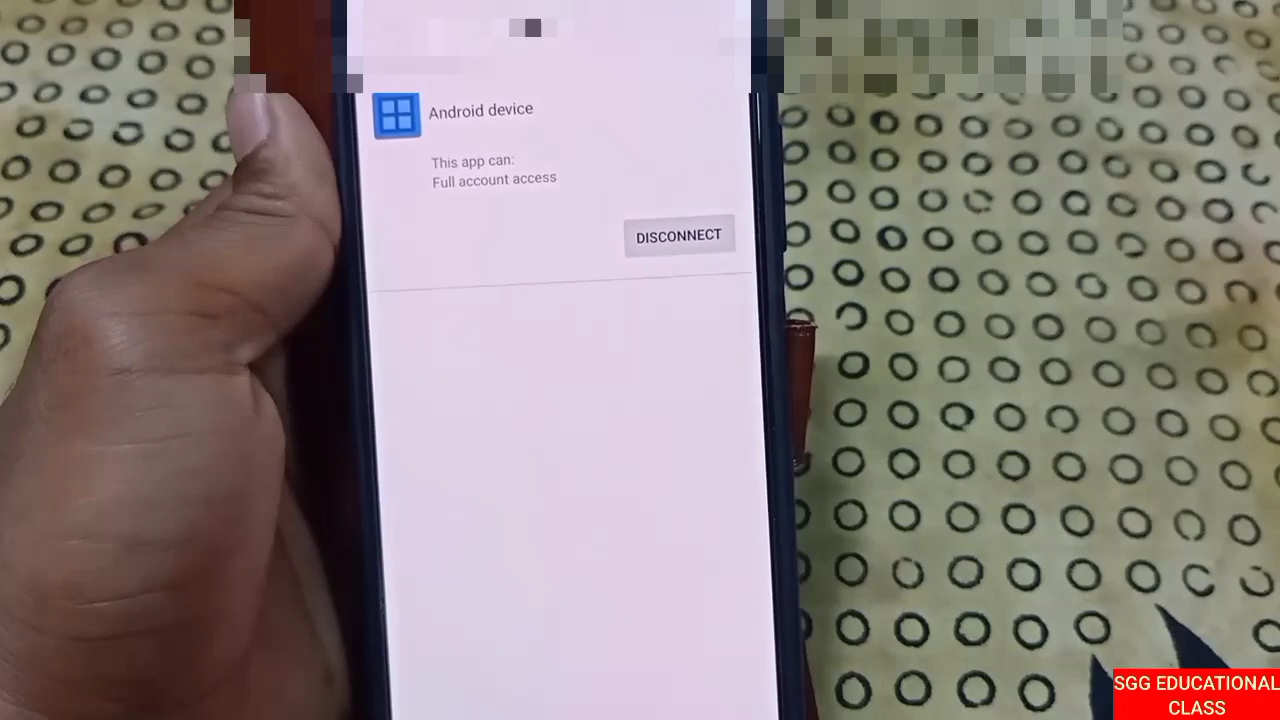 Android device
This app can:
Full account access
DISCONNECT
SGG EDUCATIONAL
CLASS